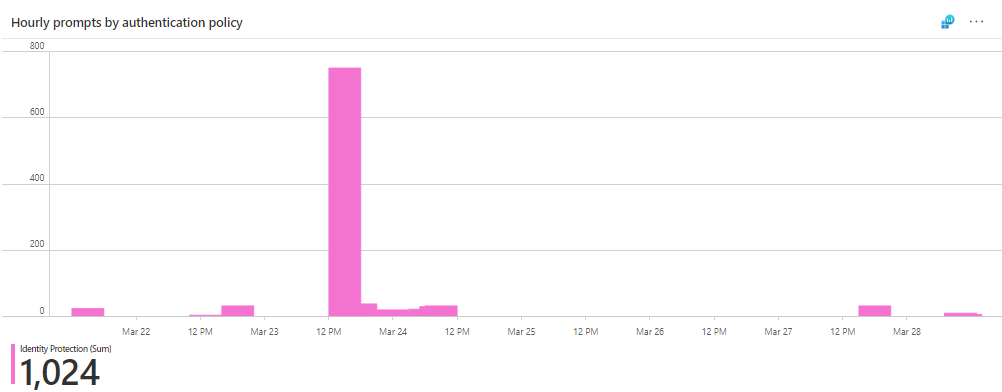 Hourly prompts by authentication policy
800
600
400
200
0
Mar 22 12 PM Mar 23 12 PM Mar 24 12 PM Mar 25 12 PM Mar 26 12 PM Mar 27 12 PM Mar 28
Identity Protection (Sum)
1,024